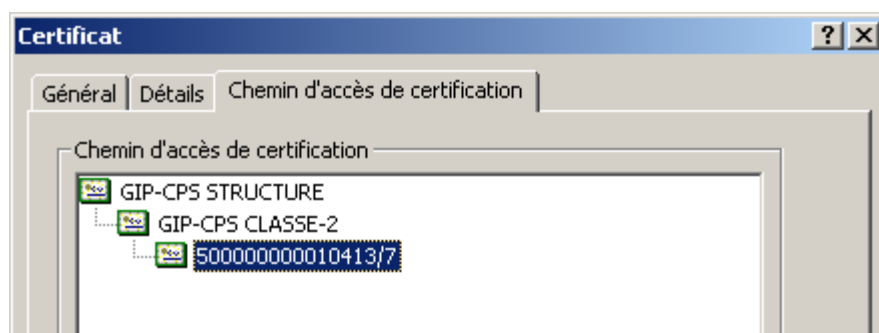 Certificat
Général Détails Chemin d'accès de certification
Chemin d'accès de certification
GIP-CPS STRUCTURE
GIP-CPS CLASSE-2
500000000010413/7